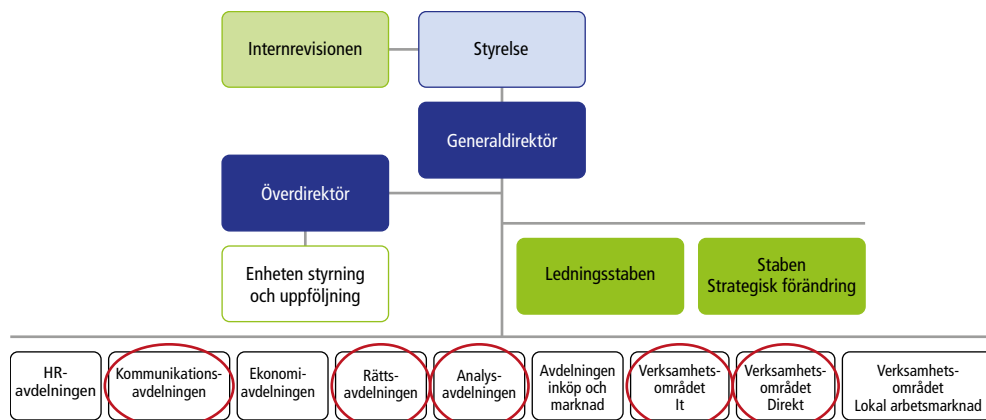 Internrevisionen
Styrelse
Generaldirektör
Överdirektör
Enheten styrning
och uppföljning
Ledningsstaben
Staben
Strategisk förändring
HR-
avdelningen
Kommunikations-
avdelningen
Ekonomi-
avdelningen
Rätts-
avdelningen
Analys-
avdelningen
Avdelningen
inköp och
marknad
Verksamhets-
området
It
Verksamhets-
området
Direkt
Verksamhets-
området
Lokal arbetsmarknad